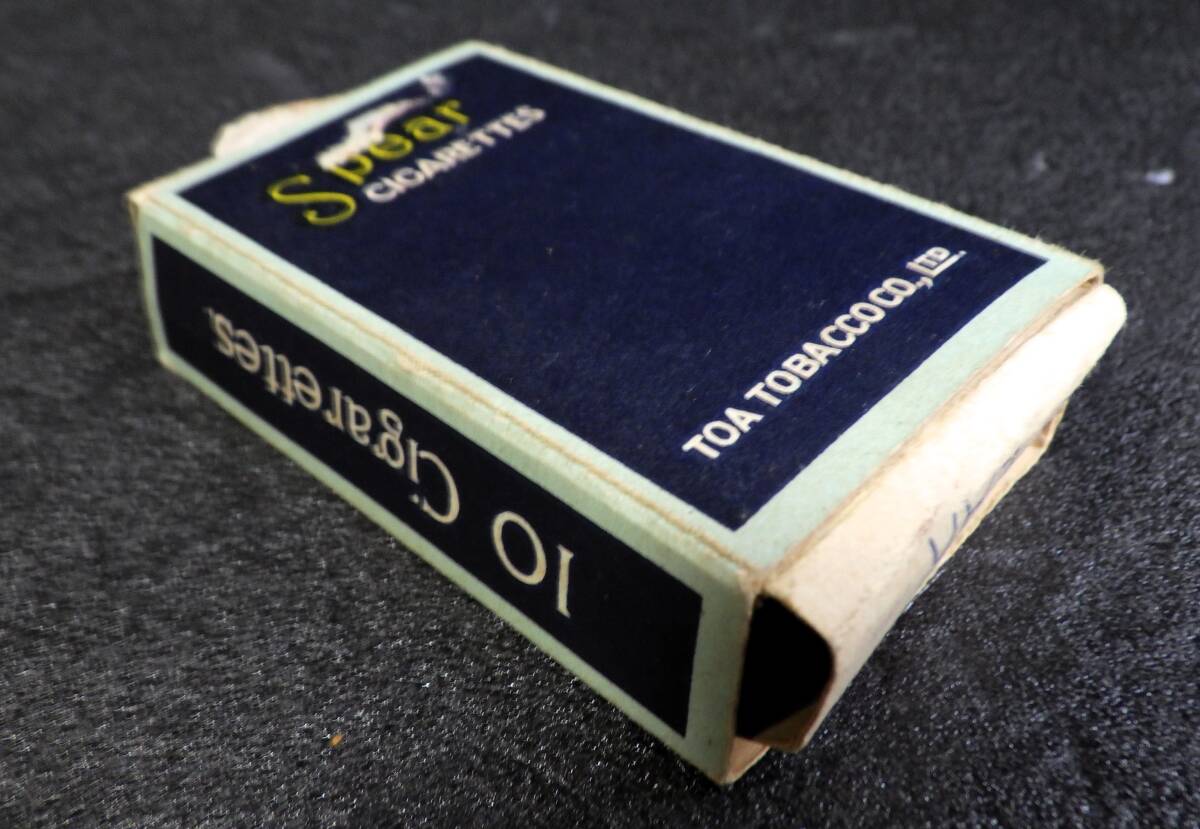 Spear
CIGARETTES
TOA TOBACCO CO., LTD.
10 Cigarettes.